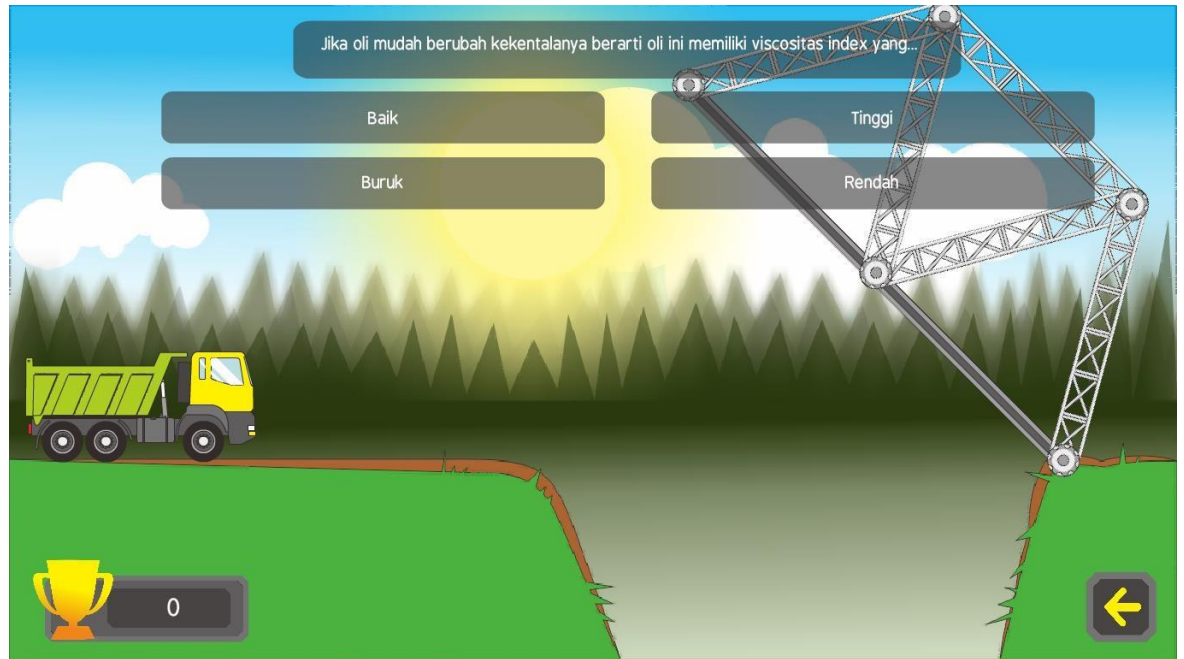 Jika oli mudah berubah kekentalanya berarti oli ini memiliki viscositas index yang...
Baik
Tinggi
Buruk
Rendah
0